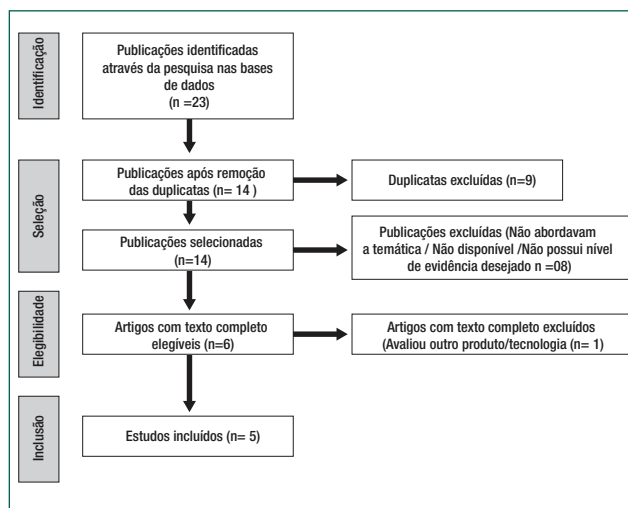 Identificação
Publicações identificadas
através da pesquisa nas bases
de dados
(n =23)
Seleção
Publicações após remoção
das duplicatas (n= 14 )
Duplicatas excluídas (n=9)
Publicações selecionadas
(n=14)
Publicações excluídas (Não abordavam
a temática / Não disponível /Não possui nível
de evidência desejado n =08)
Elegibilidade
Artigos com texto completo
elegíveis (n=6)
Artigos com texto completo excluídos
(Avaliou outro produto/tecnologia (n= 1)
Inclusão
Estudos incluídos (n= 5)